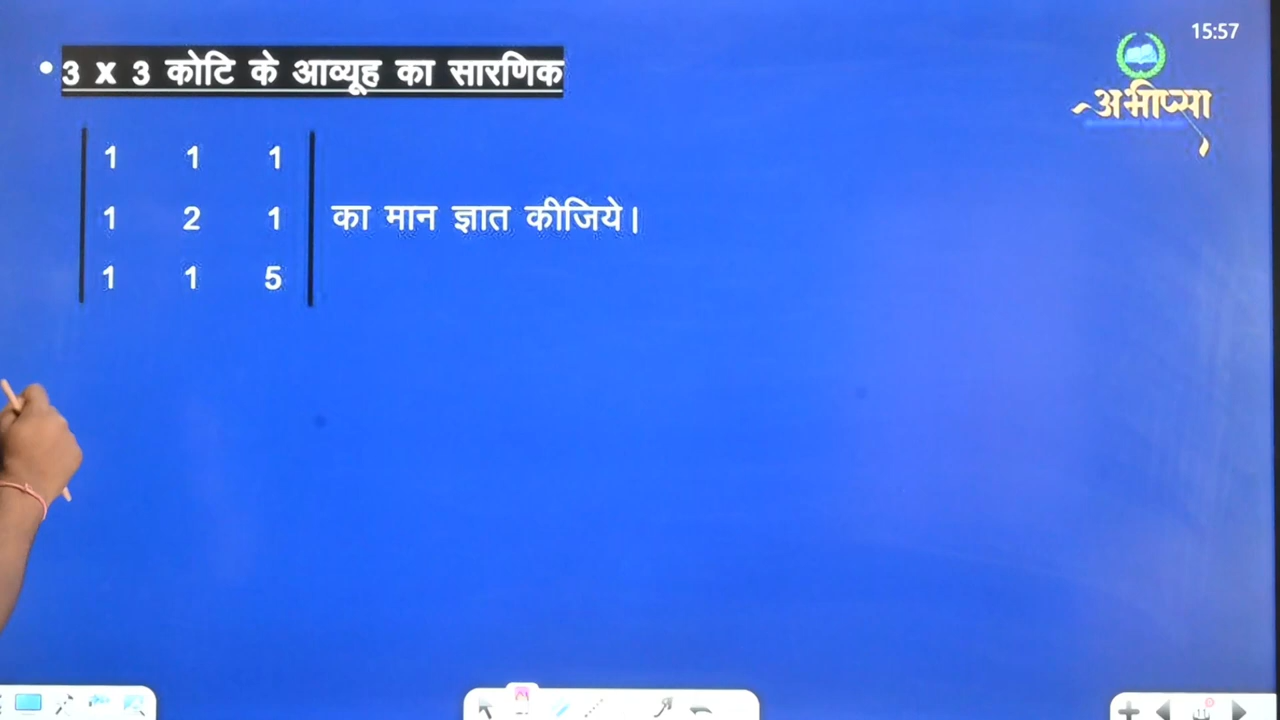 15:57
• 3 x 3 कोटि के आव्यूह का सारणिक
अभीप्सा
1 1 1
1 2 1 का मान ज्ञात कीजिये।
1 1 5